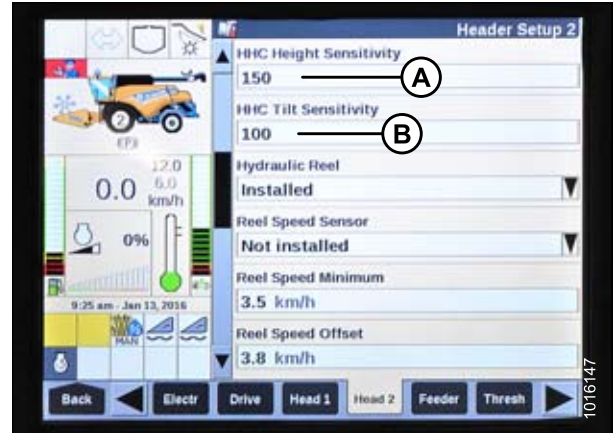 Header Setup 2
HHC Height Sensitivity
150
A
HHC Tilt Sensitivity
100
B
Hydraulic Reel
Installed
Reel Speed Sensor
Not installed
Reel Speed Minimum
3.5 km/h
Reel Speed Offset
3.8 km/h
2
12.0
0.0
6.0
km/h
0%
9:25 am - Jan 13, 2016
MAN
Back
Electr
Drive
Head 1
Head 2
Feeder
Thresh
1016147